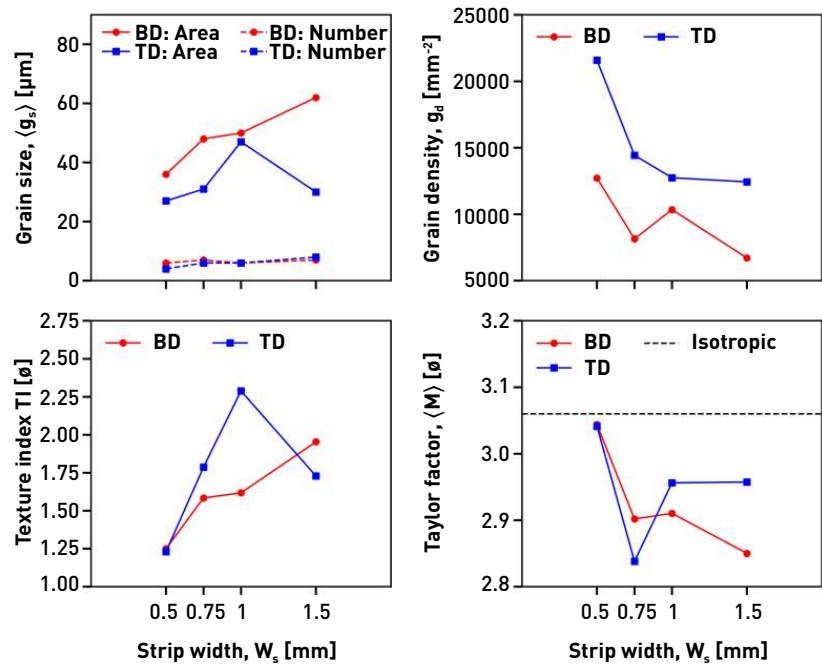 BD: Area
BD: Number
TD: Area
TD: Number
80
60
40
20
0
Grain size, ⟨gₛ⟩ [µm]
BD
TD
25000
20000
15000
10000
5000
Grain density, g_d [mm⁻²]
BD
TD
2.75
2.50
2.25
2.00
1.75
1.50
1.25
1.00
Texture index TI [ø]
0.5 0.75 1 1.5
Strip width, Wₛ [mm]
BD
Isotropic
TD
3.2
3.1
3.0
2.9
2.8
Taylor factor, ⟨M⟩ [ø]
0.5 0.75 1 1.5
Strip width, Wₛ [mm]